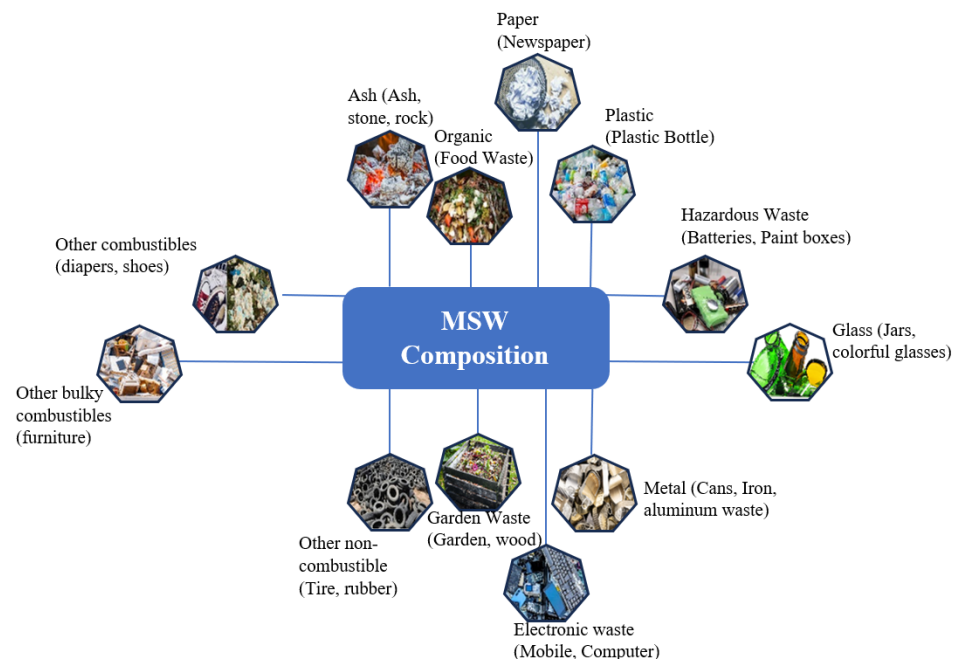 Paper
(Newspaper)
Ash (Ash,
stone, rock)
Organic
(Food Waste)
Plastic
(Plastic Bottle)
Hazardous Waste
(Batteries, Paint boxes)
Other combustibles
(diapers, shoes)
MSW
Composition
Glass (Jars,
colorful glasses)
Other bulky
combustibles
(furniture)
Metal (Cans, Iron,
aluminum waste)
Garden Waste
(Garden, wood)
Other non-
combustible
(Tire, rubber)
Electronic waste
(Mobile, Computer)